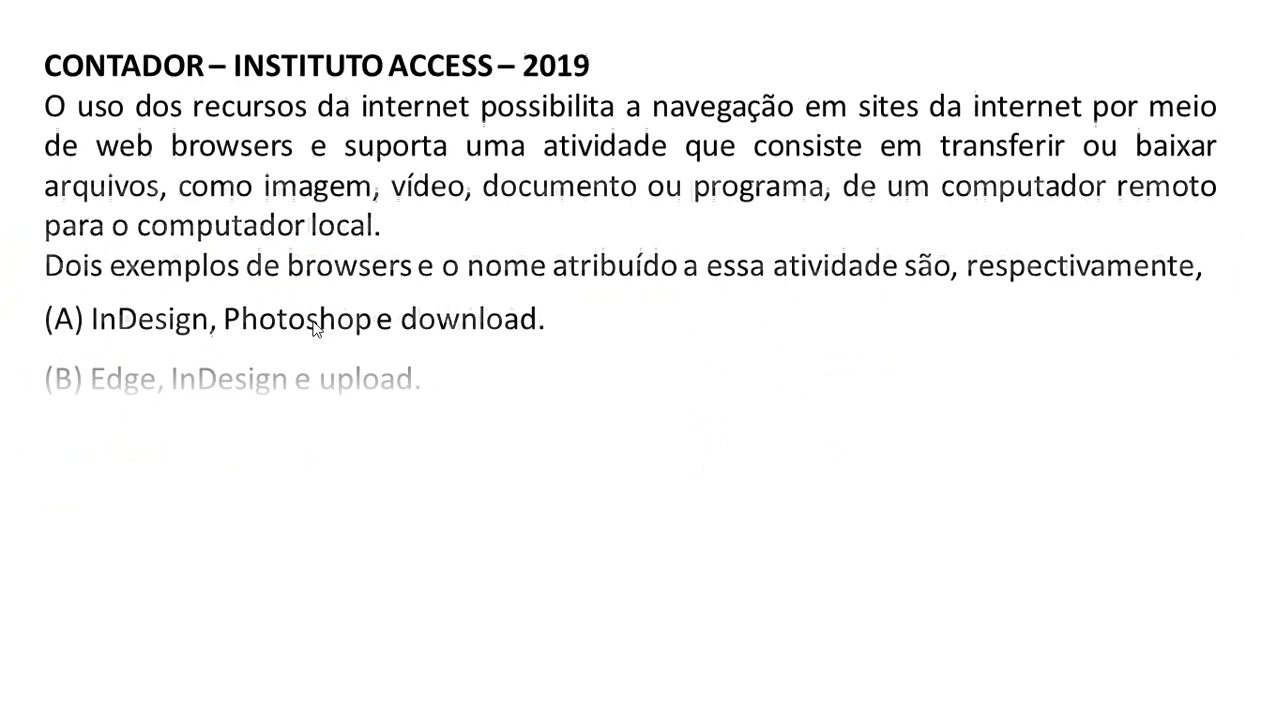 CONTADOR – INSTITUTO ACCESS – 2019
O uso dos recursos da internet possibilita a navegação em sites da internet por meio
de web browsers e suporta uma atividade que consiste em transferir ou baixar
arquivos, como imagem, vídeo, documento ou programa, de um computador remoto
para o computador local.
Dois exemplos de browsers e o nome atribuído a essa atividade são, respectivamente,
(A) InDesign, Photoshop e download.
(B) Edge, InDesign e upload.